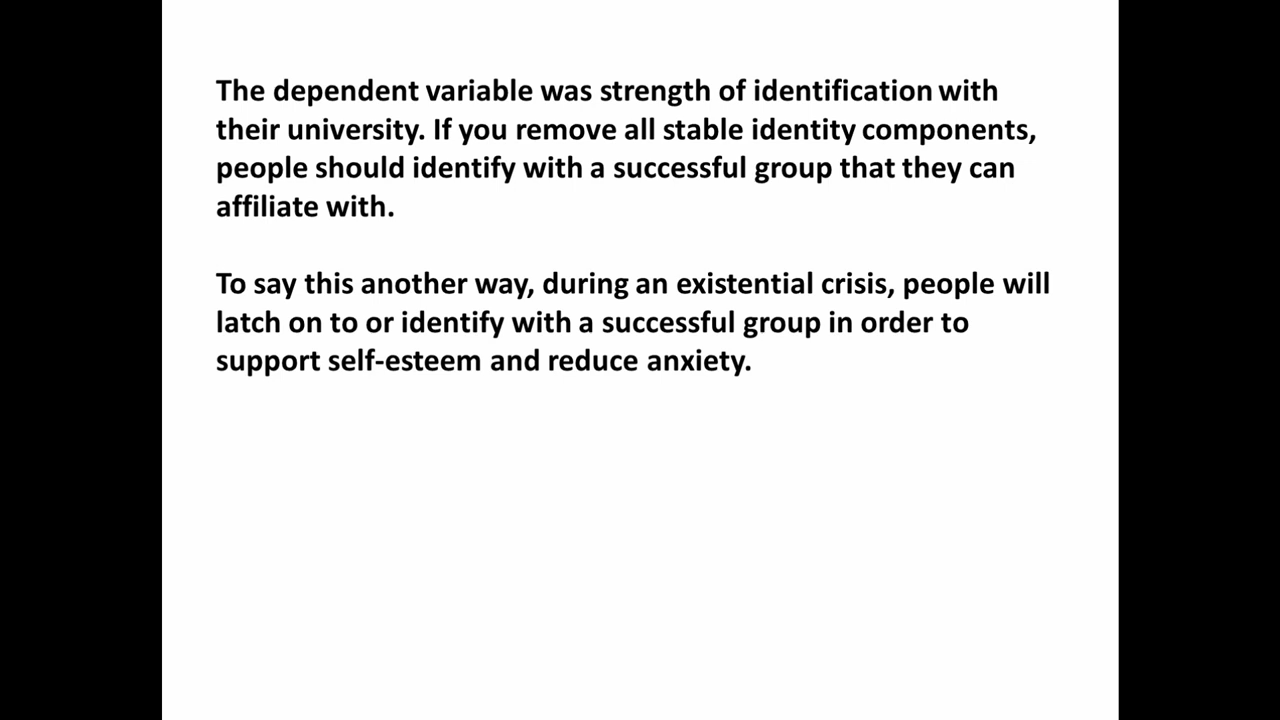 The dependent variable was strength of identification with
their university. If you remove all stable identity components,
people should identify with a successful group that they can
affiliate with.
To say this another way, during an existential crisis, people will
latch on to or identify with a successful group in order to
support self-esteem and reduce anxiety.